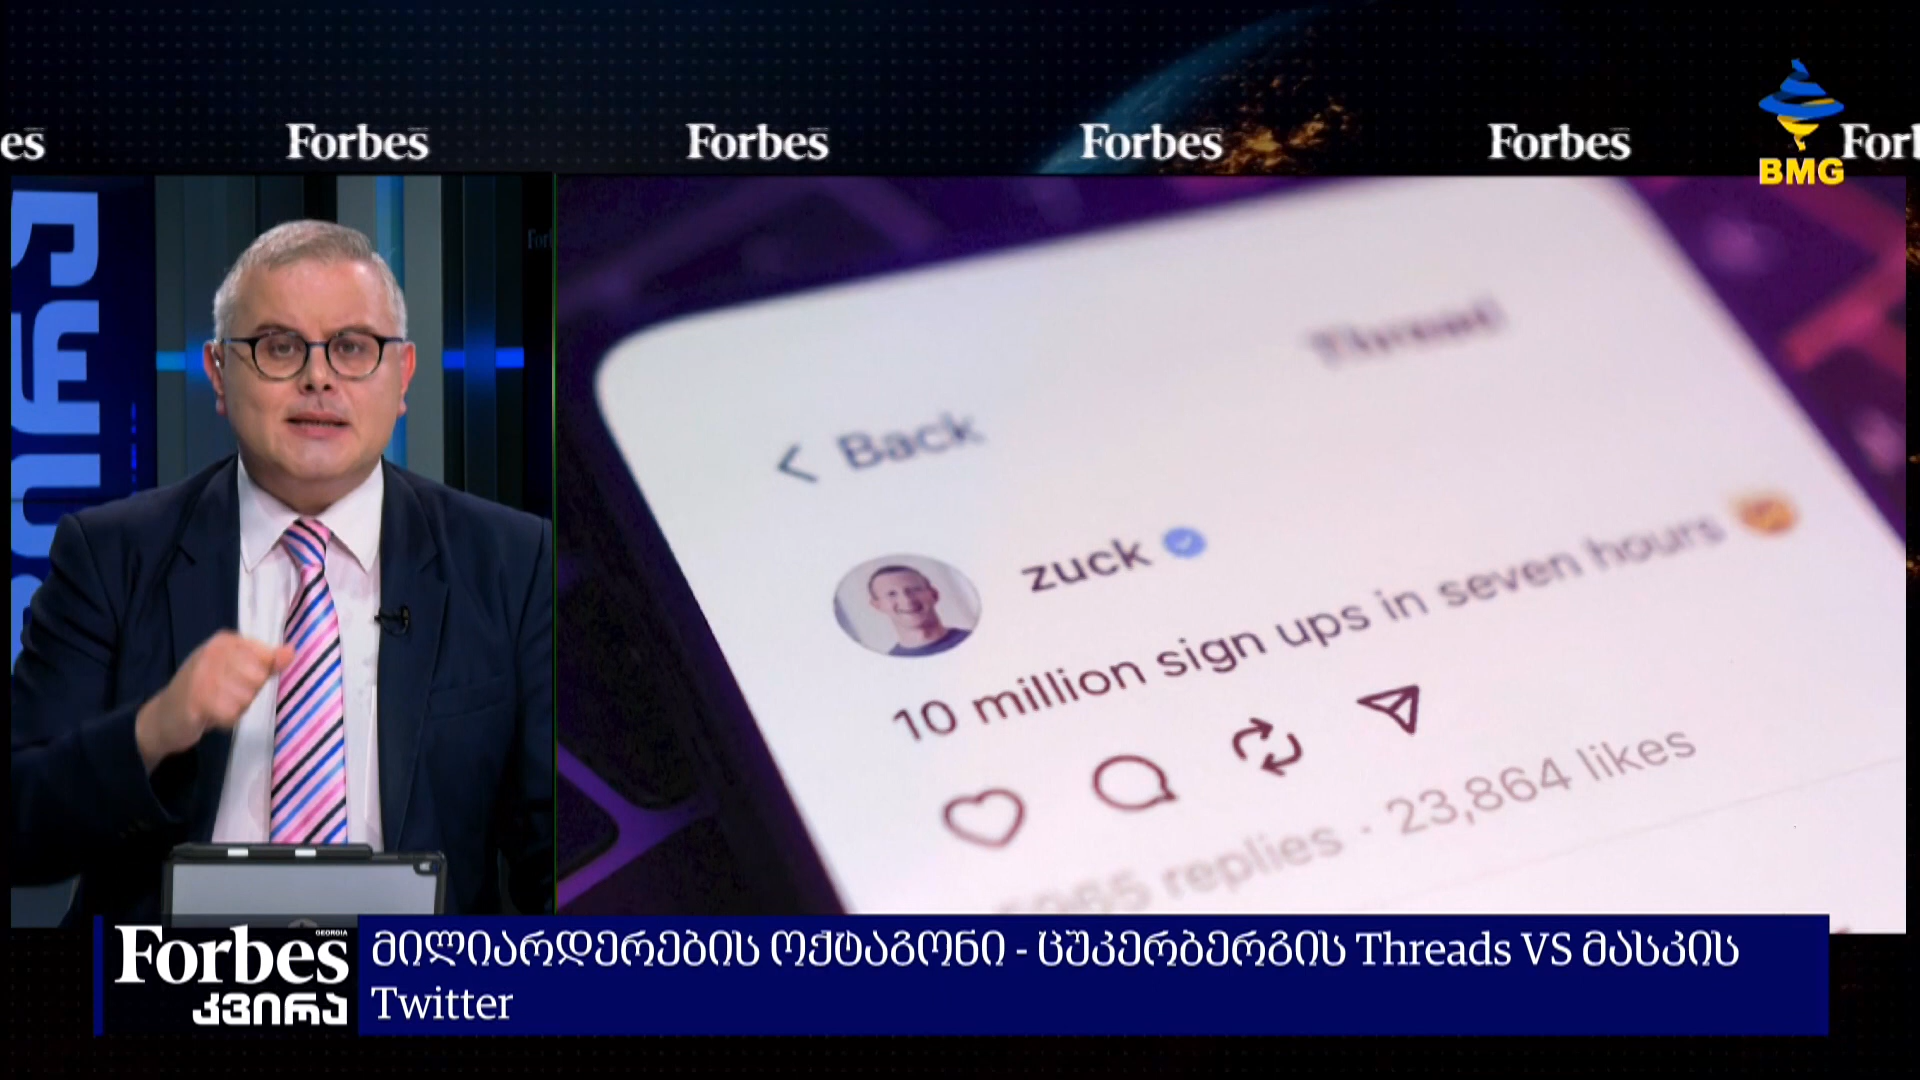 Forbes
Forbes
Forbes
Forbes
BMG
Thread
Back
zuck
10 million sign ups in seven hours
replies · 23,864 likes
Forbes
GEORGIA
კვირა
მილიარდერების ოქტაგონი - ცუკერბერგის Threads VS მასკის
Twitter